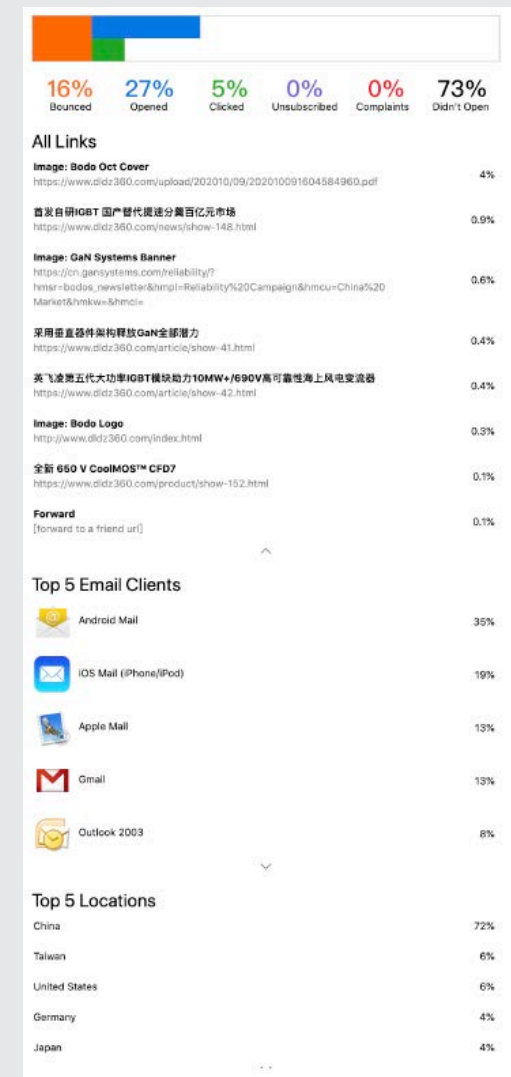 16% 27% 5% 0% 0% 73%
Bounced Opened Clicked Unsubscribed Complaints Didn't Open
All Links
Image: Bodo Oct Cover
https://www.dldz360.com/upload/202010/09/202010091604584960.pdf
4%
首发自研IGBT 国产替代提速分羹百亿元市场
https://www.dldz360.com/news/show-148.html
0.9%
Image: GaN Systems Banner
https://cn.gansystems.com/reliability/?
hmsr=bodos_newsletter&hmpl=Reliability%20Campaign&hmcu=China%20
Market&hmkw=&hmci=
0.6%
采用垂直器件架构释放GaN全部潜力
https://www.dldz360.com/article/show-41.html
0.4%
英飞凌第五代大功率IGBT模块助力10MW+/690V高可靠性海上风电变流器
https://www.dldz360.com/article/show-42.html
0.4%
Image: Bodo Logo
http://www.dldz360.com/index.html
0.3%
全新 650 V CoolMOS™ CFD7
https://www.dldz360.com/product/show-152.html
0.1%
Forward
[forward to a friend url]
0.1%
Top 5 Email Clients
Android Mail 35%
iOS Mail (iPhone/iPod) 19%
Apple Mail 13%
Gmail 13%
Outlook 2003 8%
Top 5 Locations
China 72%
Taiwan 6%
United States 6%
Germany 4%
Japan 4%